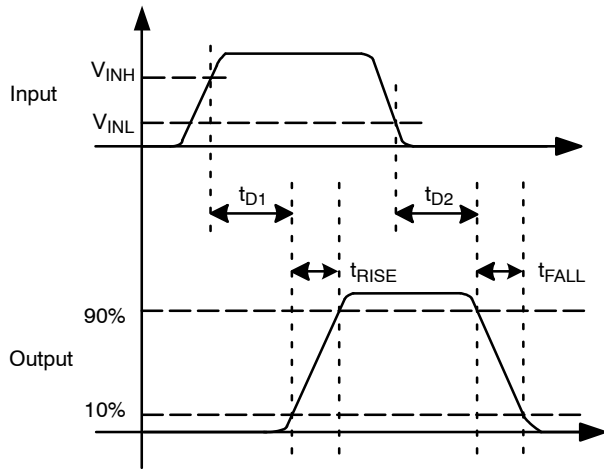 V_INH
Input
V_INL
t_D1
t_D2
t_RISE
t_FALL
90%
Output
10%